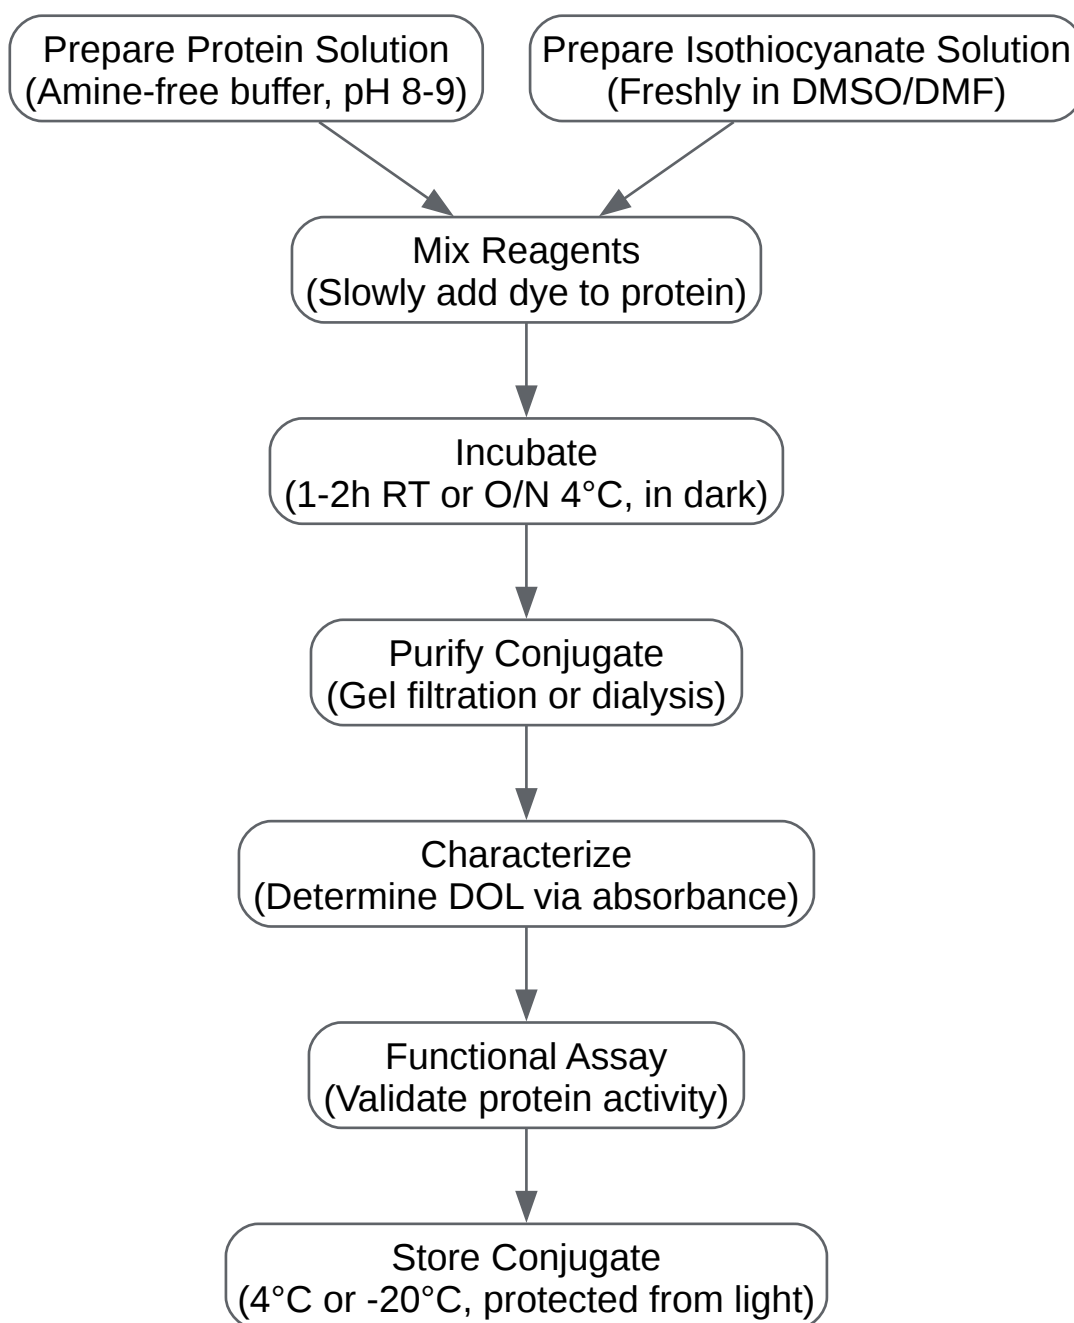 Prepare Protein Solution
(Amine-free buffer, pH 8-9)
Prepare Isothiocyanate Solution
(Freshly in DMSO/DMF)
Mix Reagents
(Slowly add dye to protein)
Incubate
(1-2h RT or O/N 4°C, in dark)
Purify Conjugate
(Gel filtration or dialysis)
Characterize
(Determine DOL via absorbance)
Functional Assay
(Validate protein activity)
Store Conjugate
(4°C or -20°C, protected from light)